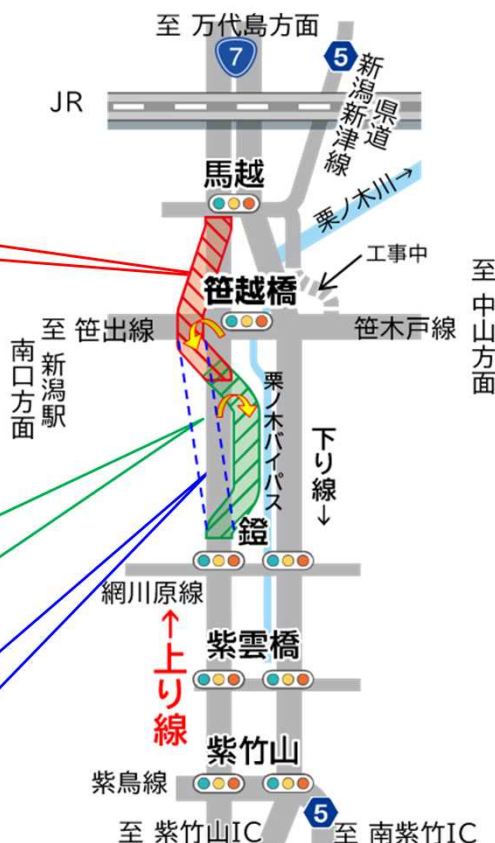 至 万代島方面
7
5
新潟新津線
県道
JR
馬越
栗ノ木川→
工事中
笹越橋
至 中山方面
至 笹出線
笹木戸線
至 新潟駅
南口方面
栗ノ木バイパス
下り線↓
鐙
網川原線
↑上り線
紫雲橋
紫竹山
紫鳥線
5
至 紫竹山IC
至 南紫竹IC